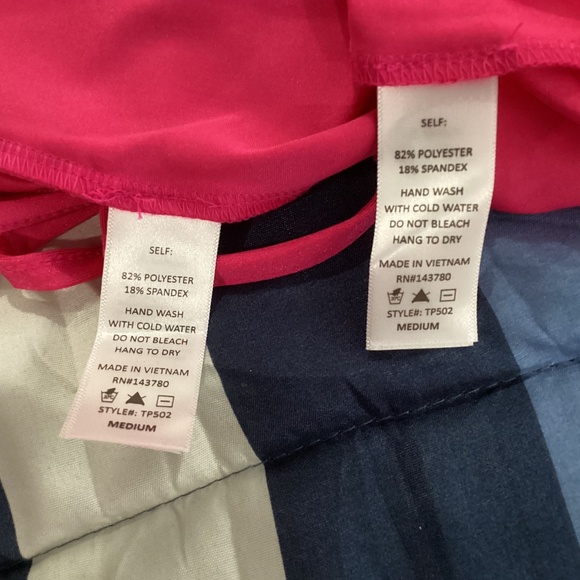 SELF:
82% POLYESTER
18% SPANDEX
HAND WASH
WITH COLD WATER
DO NOT BLEACH
HANG TO DRY
MADE IN VIETNAM
RN#143780
STYLE#: TP502
MEDIUM
SELF:
82% POLYESTER
18% SPANDEX
HAND WASH
WITH COLD WATER
DO NOT BLEACH
HANG TO DRY
MADE IN VIETNAM
RN#143780
STYLE#: TP502
MEDIUM